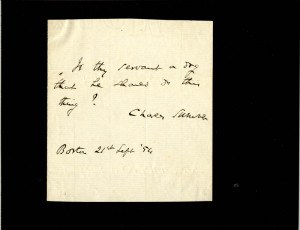 "Is thy servant a dog
that he should do this
thing?
Charles Sumner
Boston 21st Sept '54